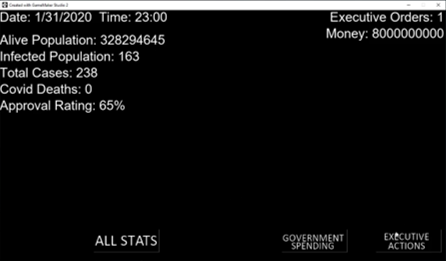 Created with GameMaker Studio 2
Date: 1/31/2020 Time: 23:00
Executive Orders: 1
Money: 8000000000
Alive Population: 328294645
Infected Population: 163
Total Cases: 238
Covid Deaths: 0
Approval Rating: 65%
ALL STATS
GOVERNMENT
SPENDING
EXECUTIVE
ACTIONS